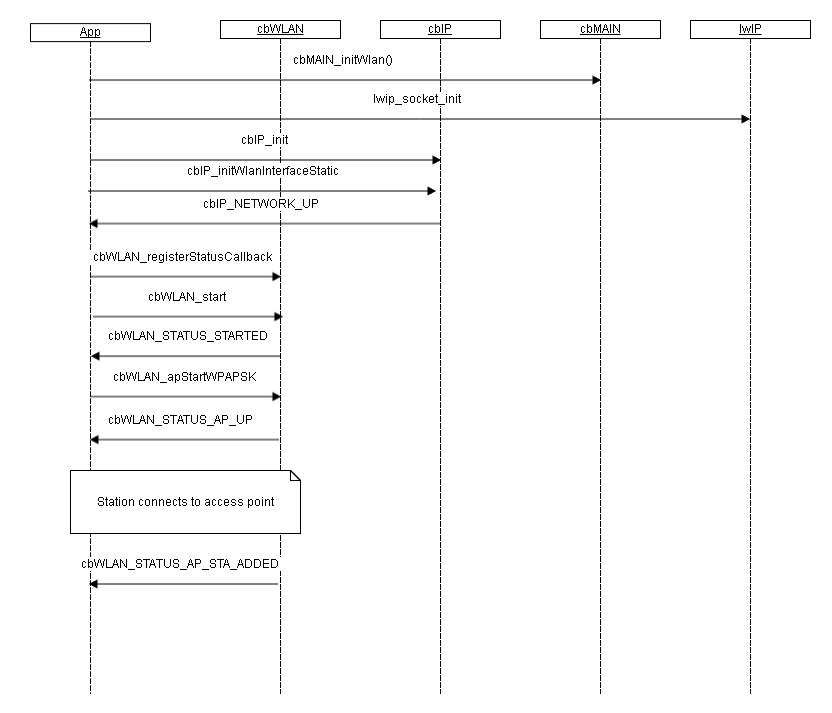 App cbWLAN cbIP cbMAIN lwIP
cbMAIN_initWlan()
lwip_socket_init
cbIP_init
cbIP_initWlanInterfaceStatic
cbIP_NETWORK_UP
cbWLAN_registerStatusCallback
cbWLAN_start
cbWLAN_STATUS_STARTED
cbWLAN_apStartWPAPSK
cbWLAN_STATUS_AP_UP
Station connects to access point
cbWLAN_STATUS_AP_STA_ADDED